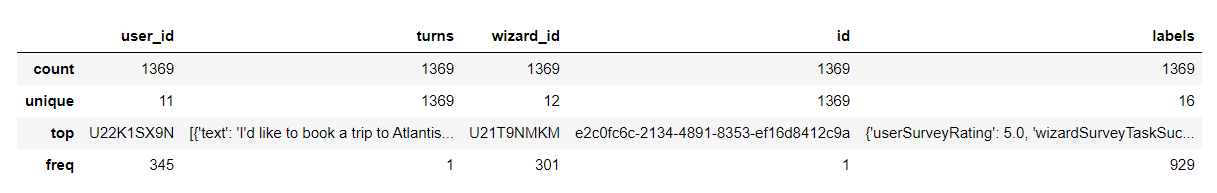 user_id turns wizard_id id labels
count 1369 1369 1369 1369 1369
unique 11 1369 12 1369 16
top U22K1SX9N [{'text': 'I'd like to book a trip to Atlantis... U21T9NMKM e2c0fc6c-2134-4891-8353-ef16d8412c9a {'userSurveyRating': 5.0, 'wizardSurveyTaskSuc...
freq 345 1 301 1 929